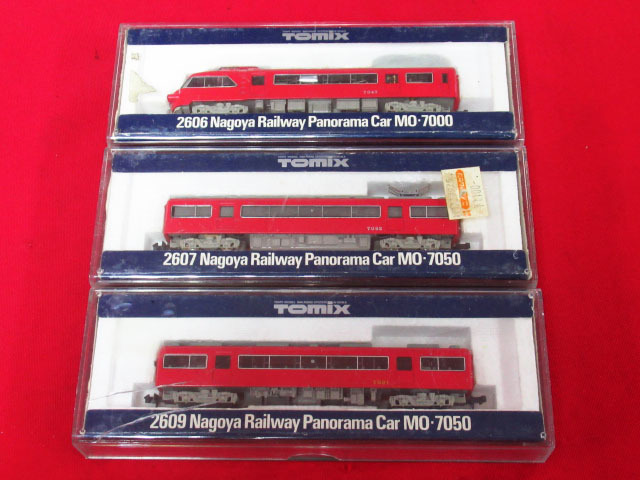 TOMIX
2606 Nagoya Railway Panorama Car MO·7000
TOMIX
2607 Nagoya Railway Panorama Car MO·7050
TOMIX
2609 Nagoya Railway Panorama Car MO·7050